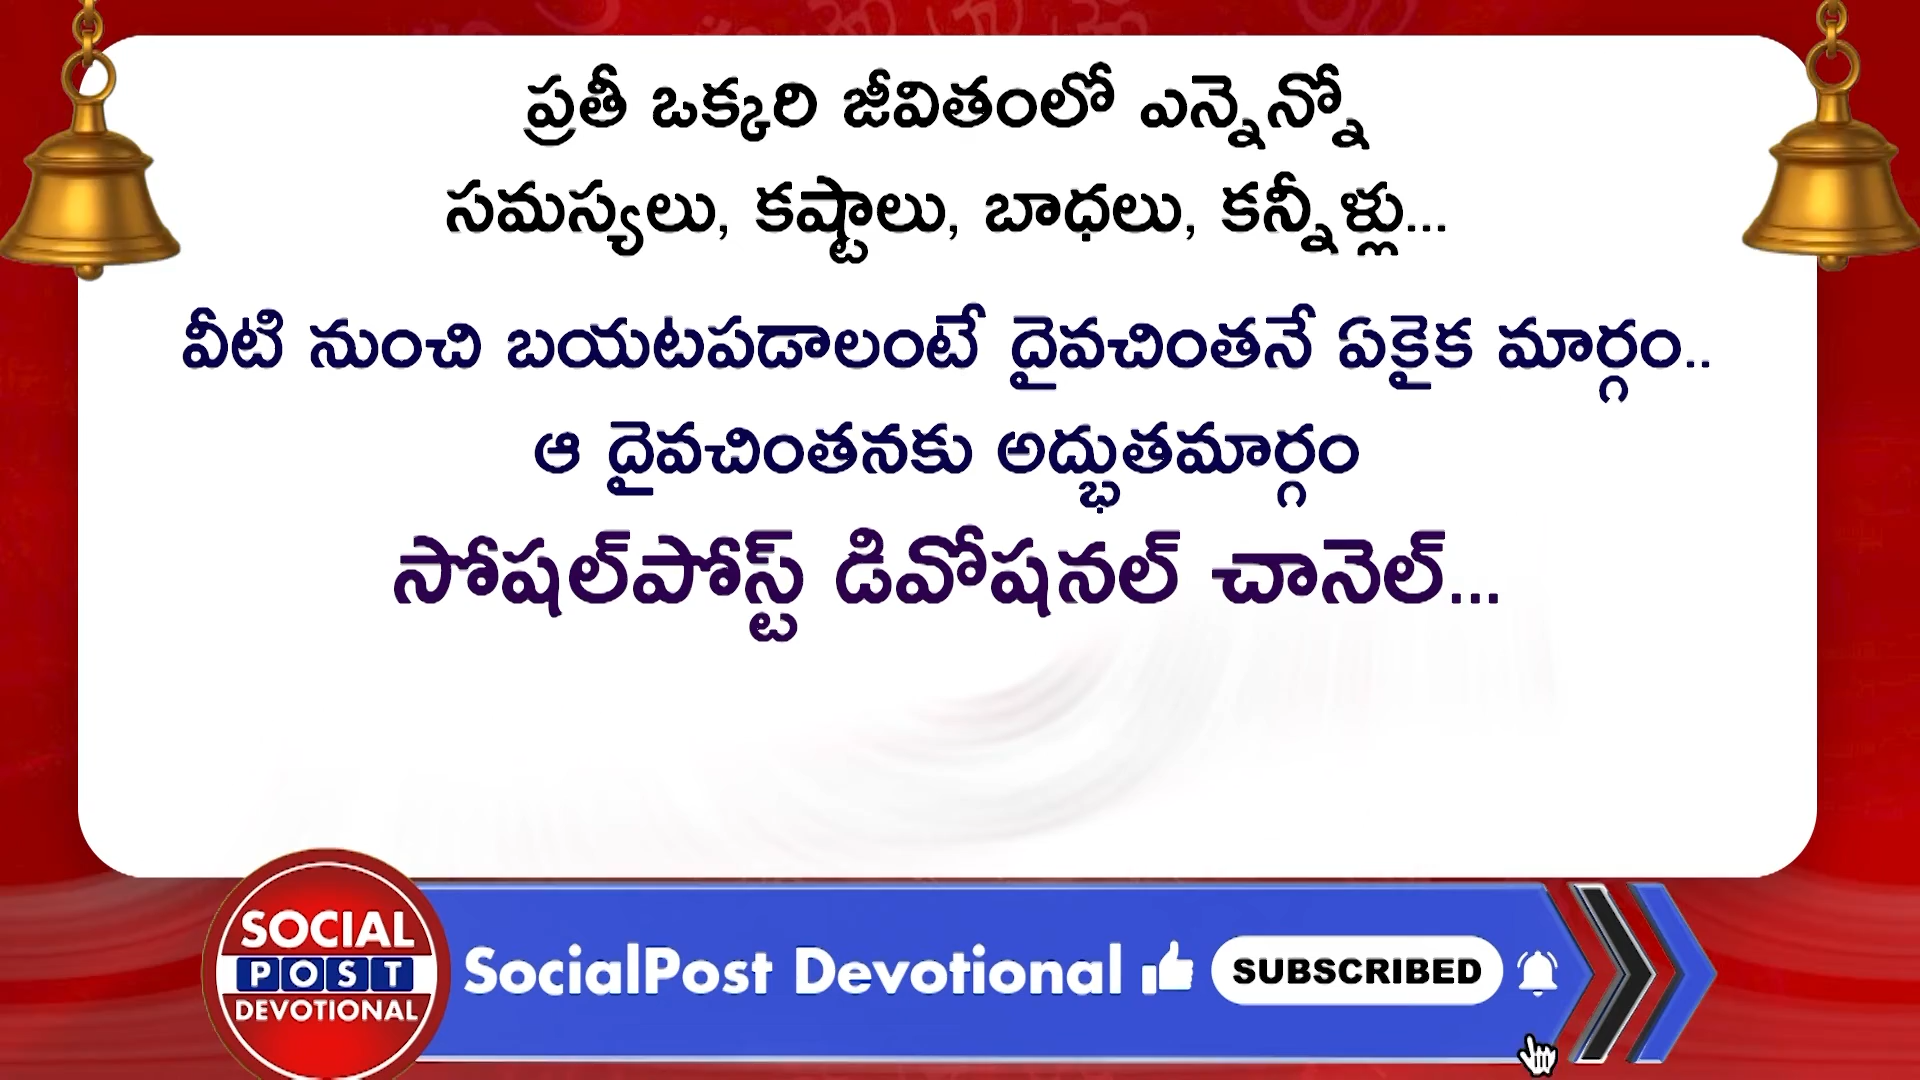 ప్రతీ ఒక్కరి జీవితంలో ఎన్నెన్నో
సమస్యలు, కష్టాలు, బాధలు, కన్నీళ్లు...
వీటి నుంచి బయటపడాలంటే దైవచింతనే ఏకైక మార్గం..
ఆ దైవచింతనకు అద్భుతమార్గం
సోషల్‌పోస్ట్ డివోషనల్ చానెల్...
SOCIAL
POST
DEVOTIONAL
SocialPost Devotional
SUBSCRIBED